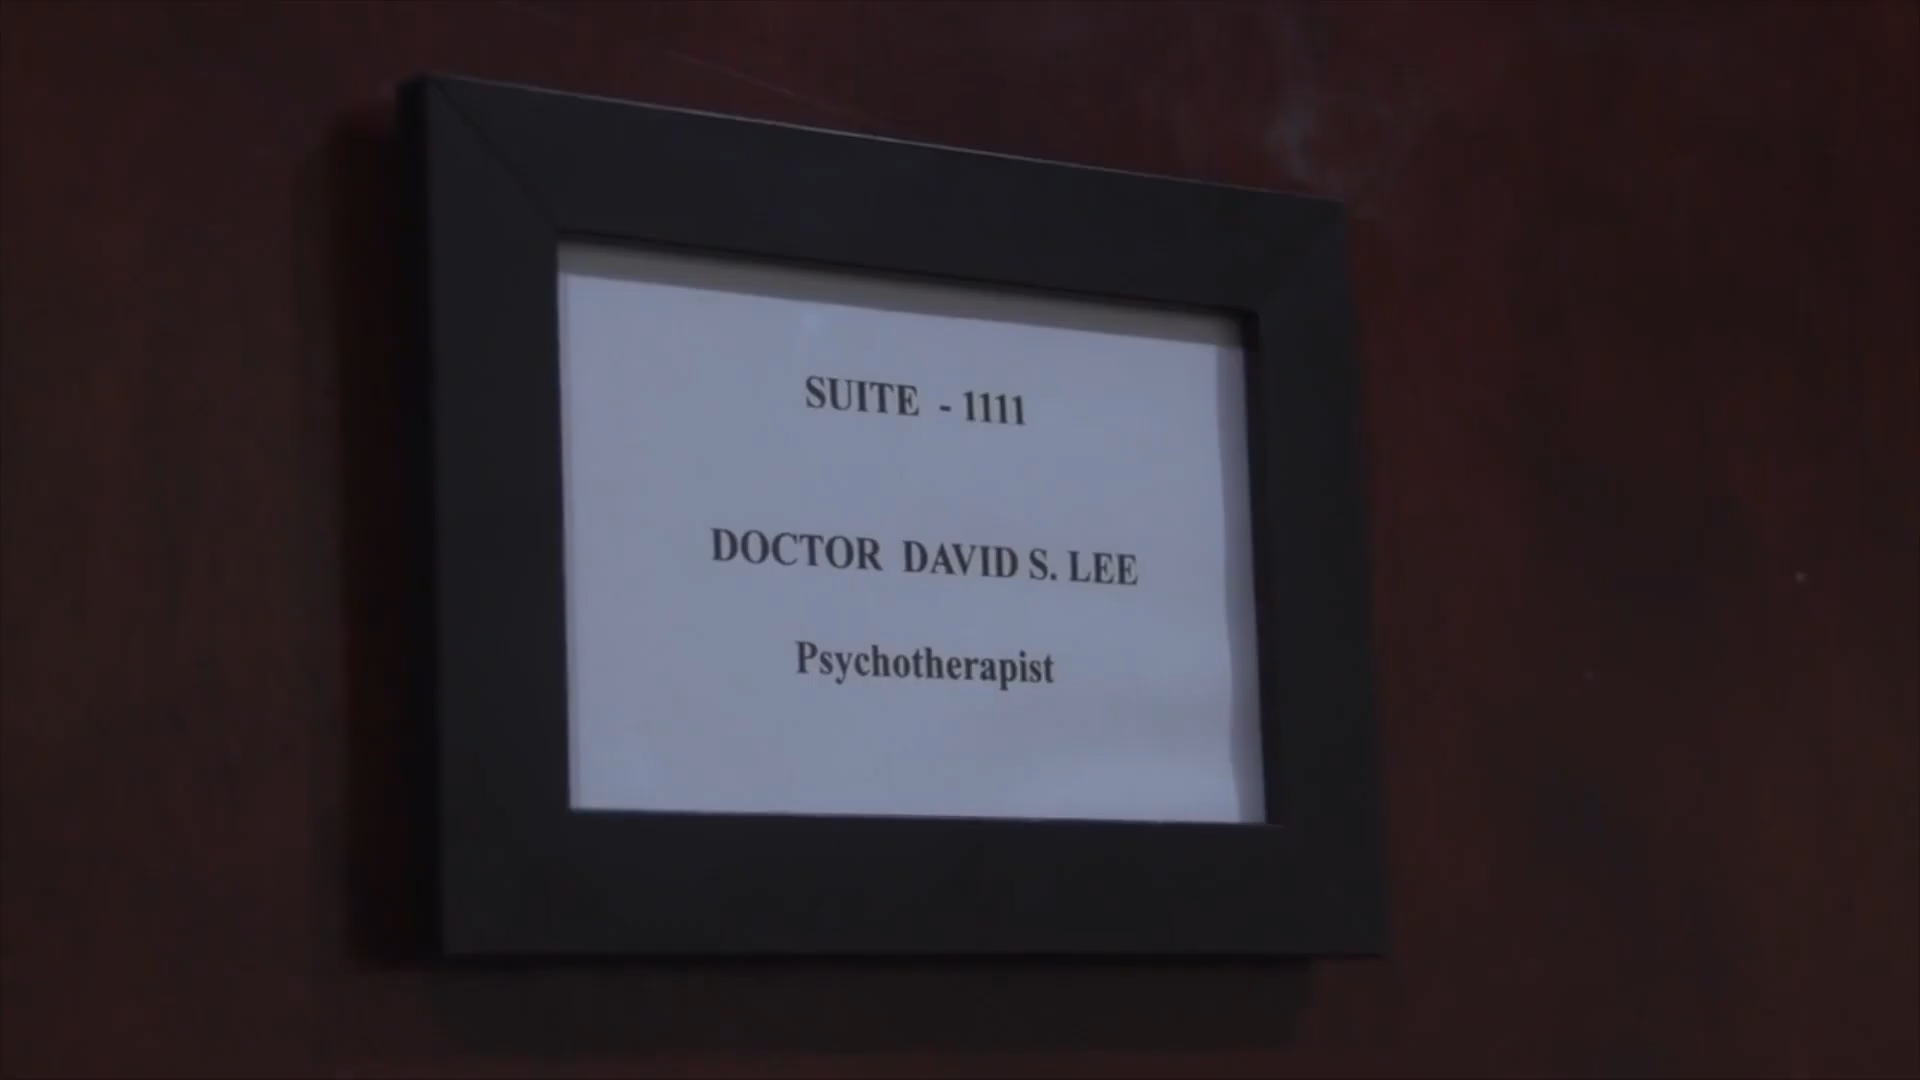 SUITE - 1111
DOCTOR DAVID S. LEE
Psychotherapist